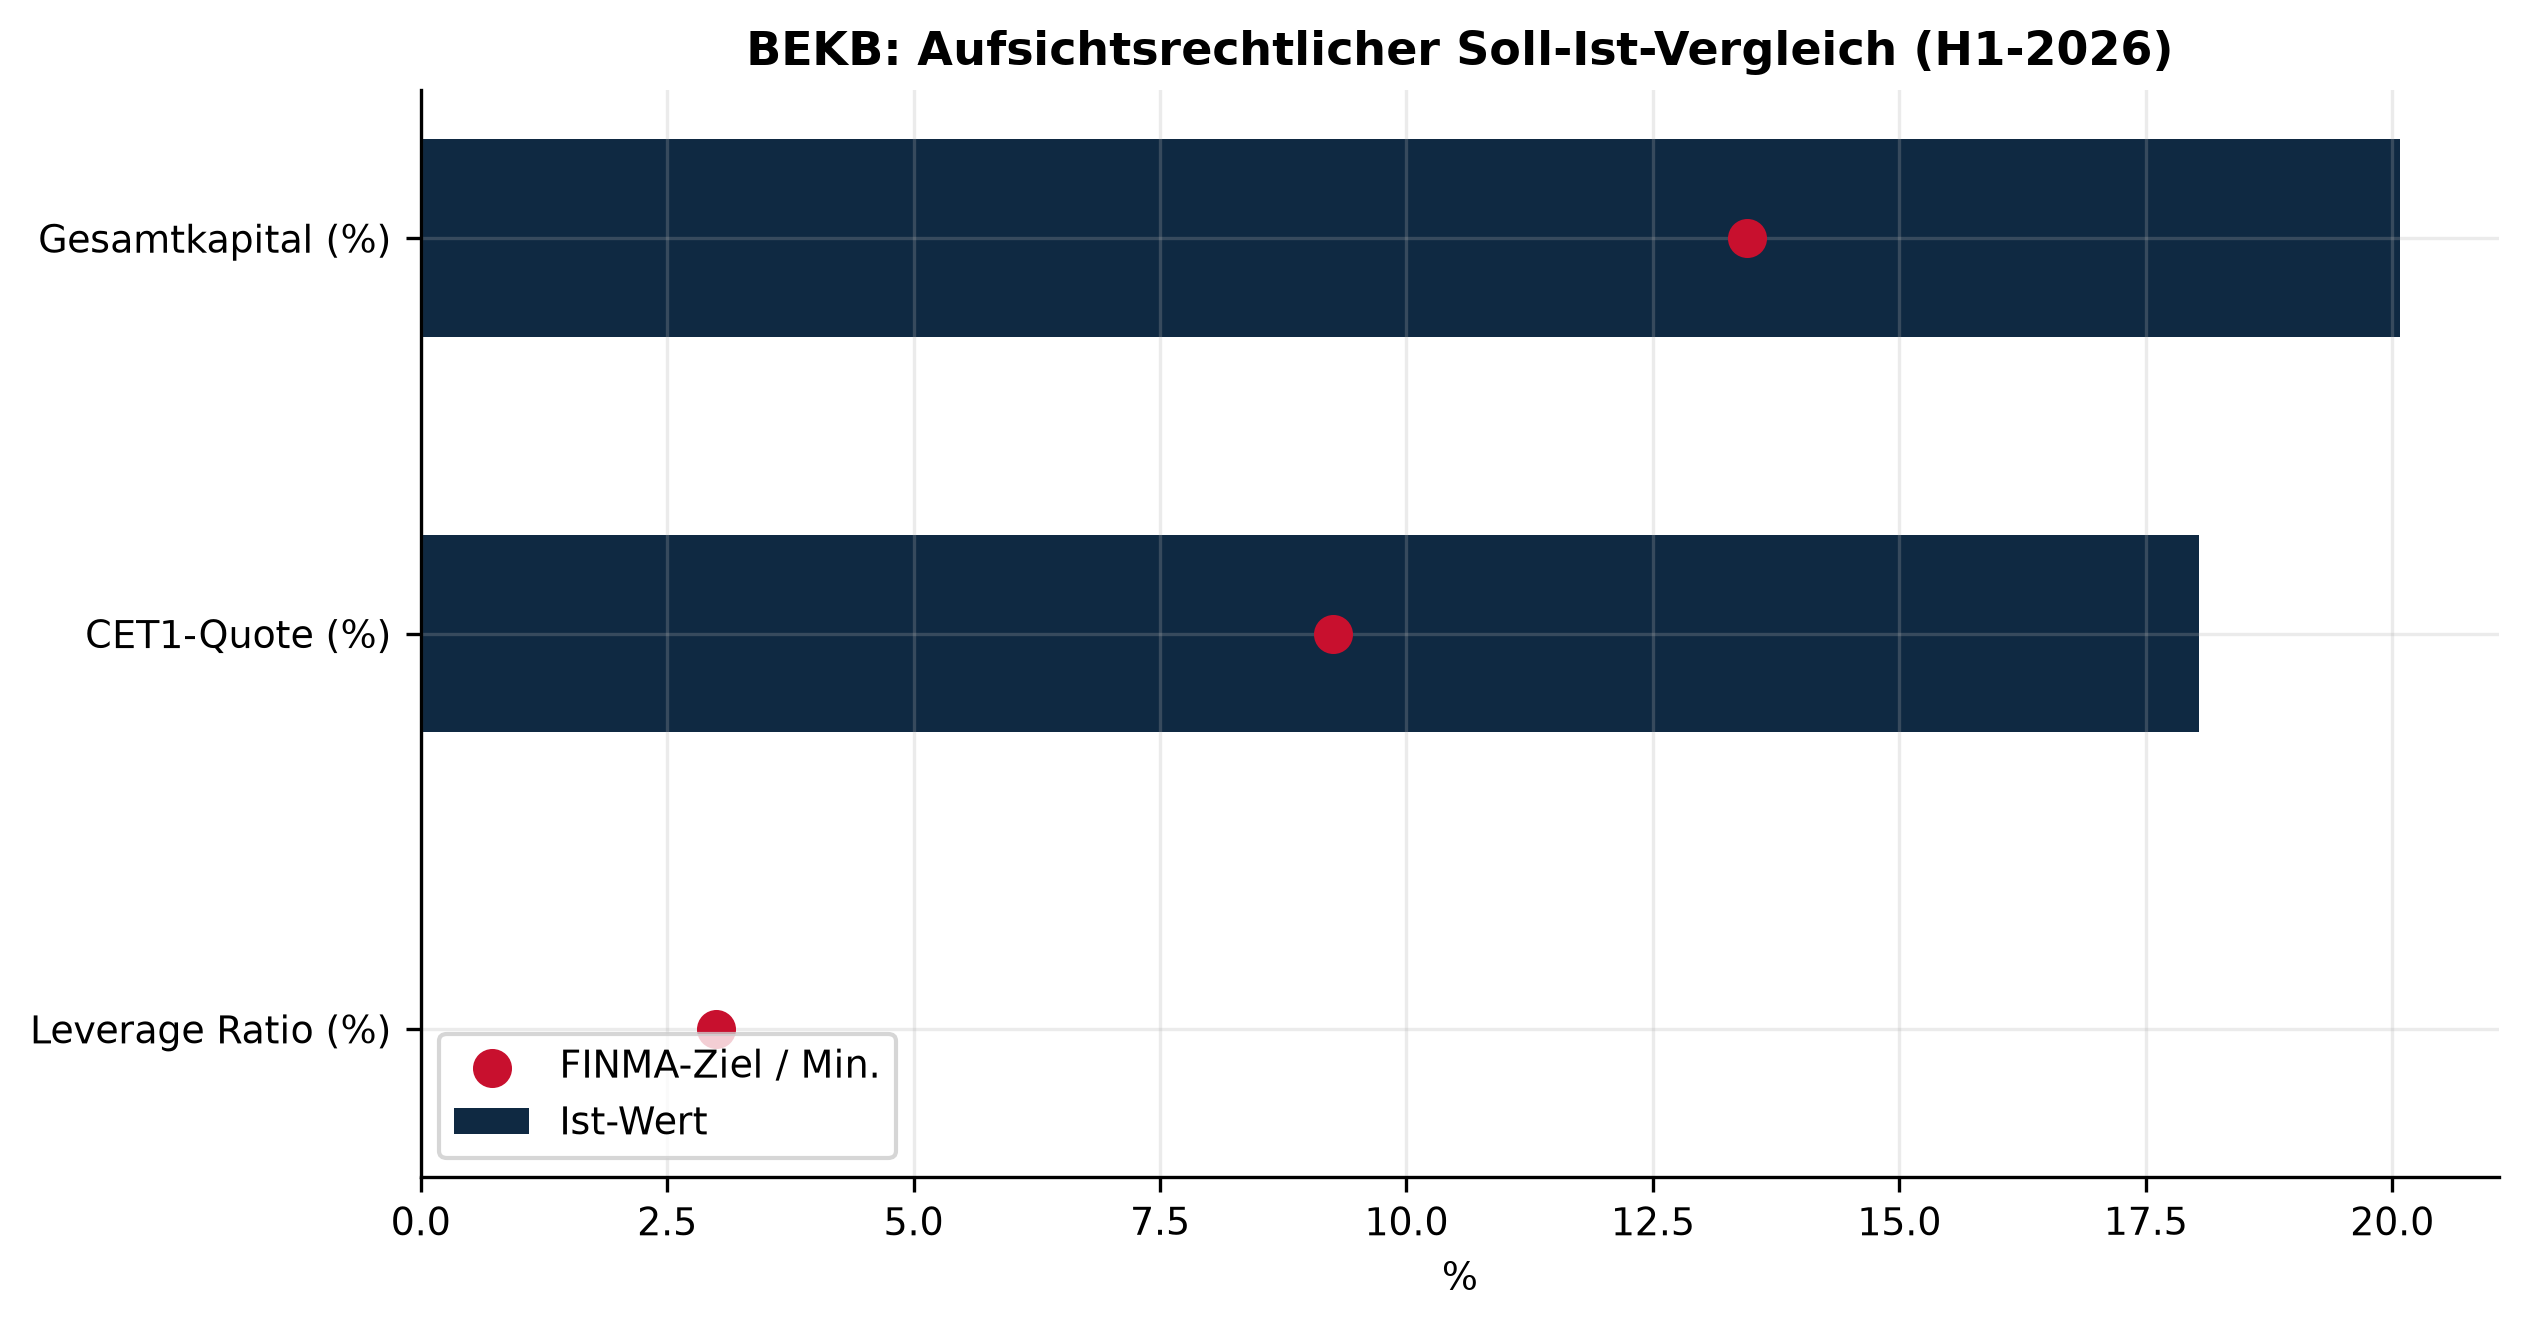 BEKB: Aufsichtsrechtlicher Soll-Ist-Vergleich (H1-2026)
Gesamtkapital (%)
CET1-Quote (%)
Leverage Ratio (%)
FINMA-Ziel / Min.
Ist-Wert
0.0 2.5 5.0 7.5 10.0 12.5 15.0 17.5 20.0
%